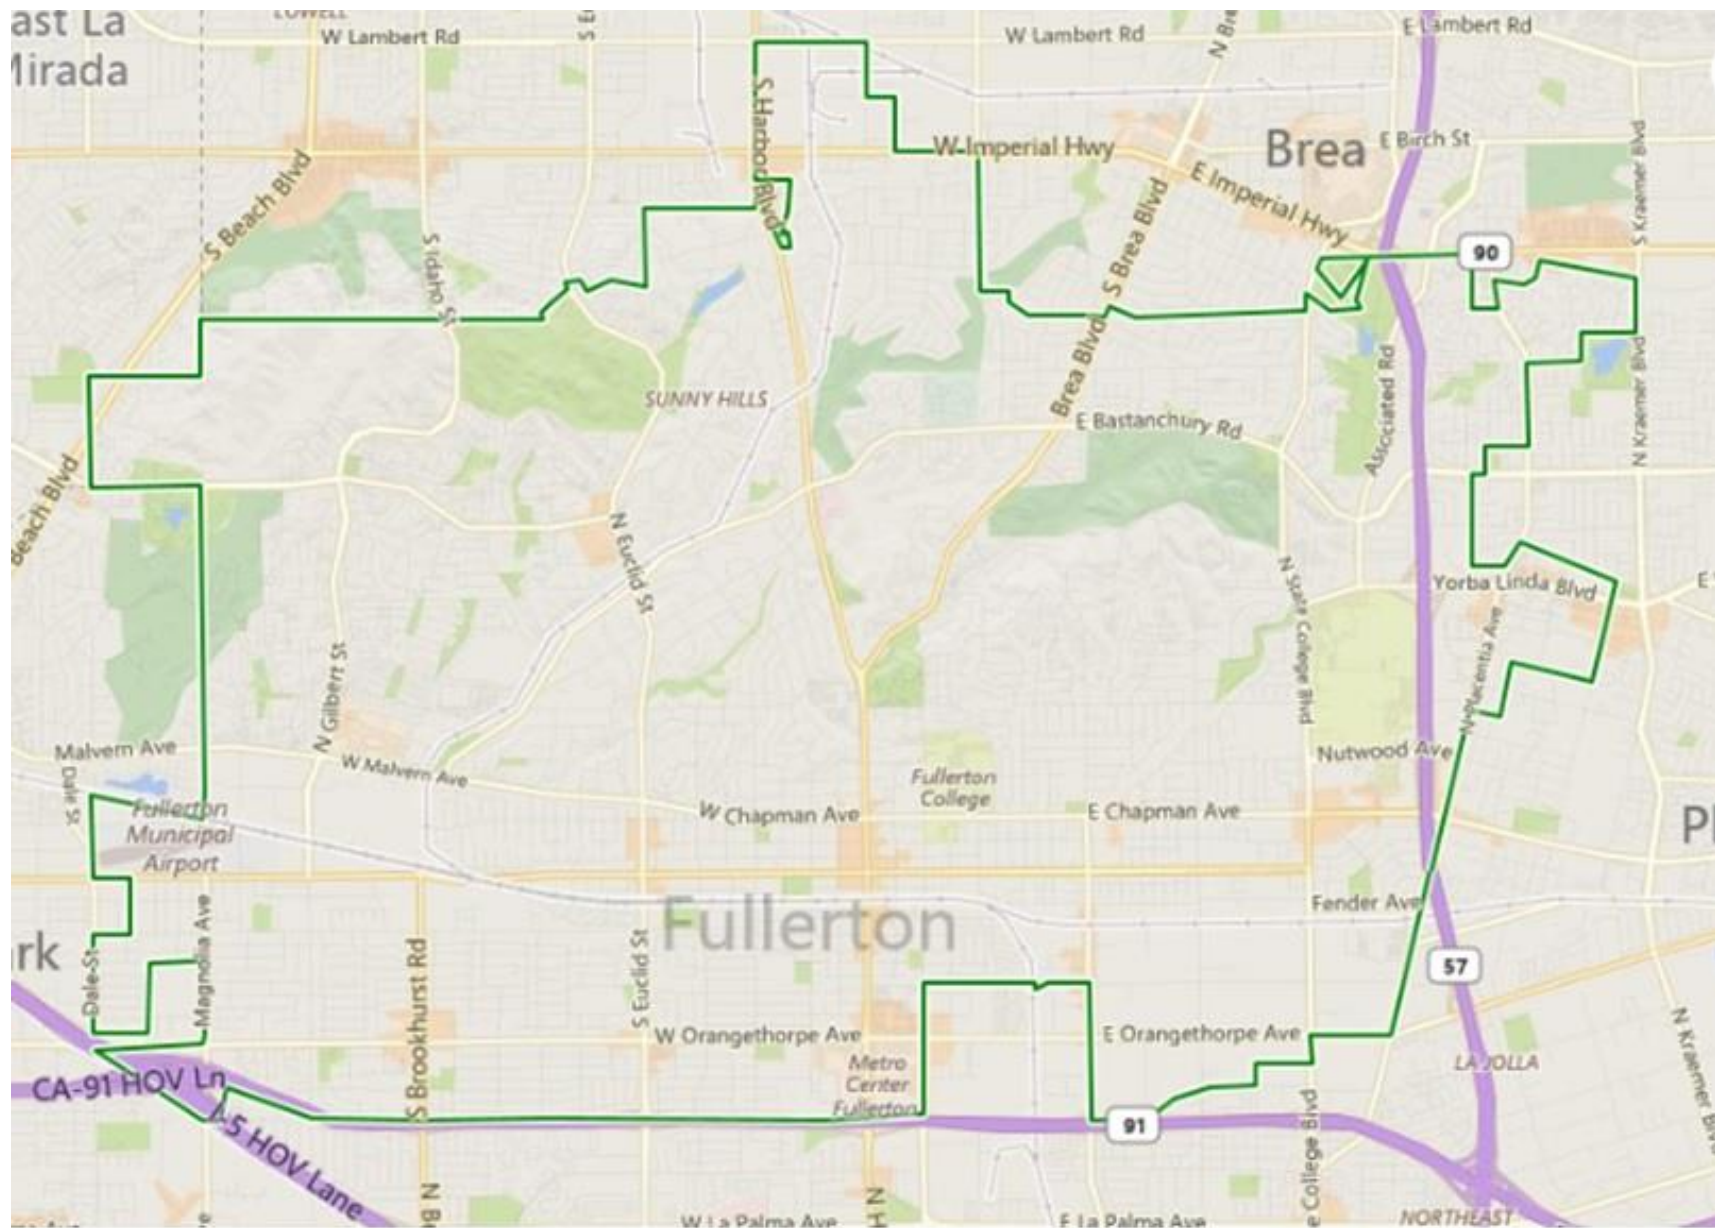 ast La
Mirada
LOWELL
W Lambert Rd
W Lambert Rd
E Lambert Rd
S Harbor Blvd
W Imperial Hwy
Brea
E Birch St
S Kraemer Blvd
E Imperial Hwy
S Beach Blvd
S Idaho St
S Brea Blvd
90
SUNNY HILLS
Brea Blvd
E Bastanchury Rd
Associated Rd
N Kraemer Blvd
Beach Blvd
N Euclid St
N State College Blvd
Yorba Linda Blvd
E
N Placentia Ave
N Gilbert St
Malvern Ave
W Malvern Ave
Nutwood Ave
Dale St
Fullerton
Municipal
Airport
Fullerton
College
W Chapman Ave
E Chapman Ave
Pl
Fullerton
Fender Ave
rk
Dale St
Magnolia Ave
S Brookhurst Rd
S Euclid St
57
W Orangethorpe Ave
E Orangethorpe Ave
Metro
Center
Fullerton
LA JOLLA
N Kraemer Blvd
CA-91 HOV Ln
I-5 HOV Lane
91
e College Blvd
N B
N H
W La Palma Ave
E La Palma Ave
NORTHEAST